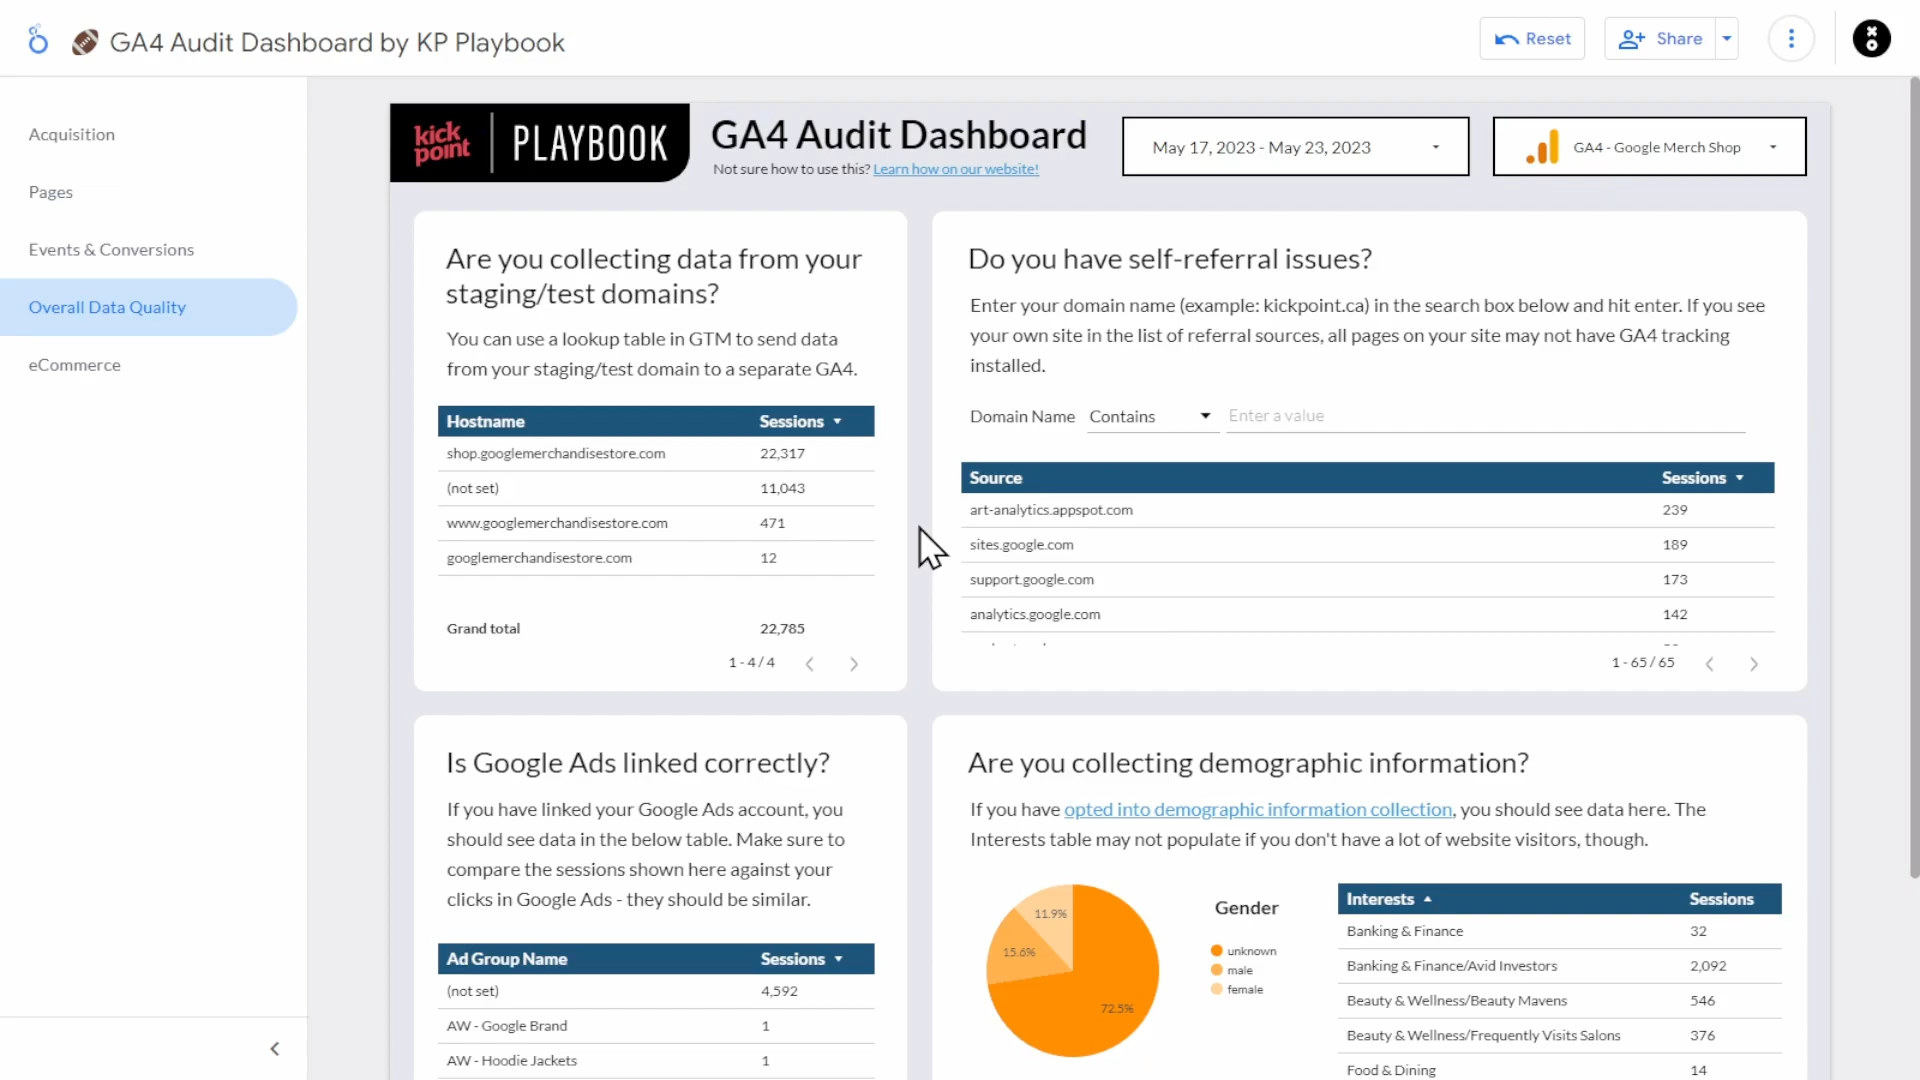 GA4 Audit Dashboard by KP Playbook
Reset
Share
Acquisition
Pages
Events & Conversions
Overall Data Quality
eCommerce
kick
point
PLAYBOOK
GA4 Audit Dashboard
Not sure how to use this? Learn how on our website!
May 17, 2023 - May 23, 2023
GA4 - Google Merch Shop
Are you collecting data from your
staging/test domains?
You can use a lookup table in GTM to send data
from your staging/test domain to a separate GA4.
Hostname Sessions
shop.googlemerchandisestore.com 22,317
(not set) 11,043
www.googlemerchandisestore.com 471
googlemerchandisestore.com 12
Grand total 22,785
1 - 4 / 4
Do you have self-referral issues?
Enter your domain name (example: kickpoint.ca) in the search box below and hit enter. If you see
your own site in the list of referral sources, all pages on your site may not have GA4 tracking
installed.
Domain Name Contains Enter a value
Source Sessions
art-analytics.appspot.com 239
sites.google.com 189
support.google.com 173
analytics.google.com 142
1 - 65 / 65
Is Google Ads linked correctly?
If you have linked your Google Ads account, you
should see data in the below table. Make sure to
compare the sessions shown here against your
clicks in Google Ads - they should be similar.
Ad Group Name Sessions
(not set) 4,592
AW - Google Brand 1
AW - Hoodie Jackets 1
Are you collecting demographic information?
If you have opted into demographic information collection, you should see data here. The
Interests table may not populate if you don't have a lot of website visitors, though.
11.9%
15.6%
72.5%
Gender
unknown
male
female
Interests Sessions
Banking & Finance 32
Banking & Finance/Avid Investors 2,092
Beauty & Wellness/Beauty Mavens 546
Beauty & Wellness/Frequently Visits Salons 376
Food & Dining 14